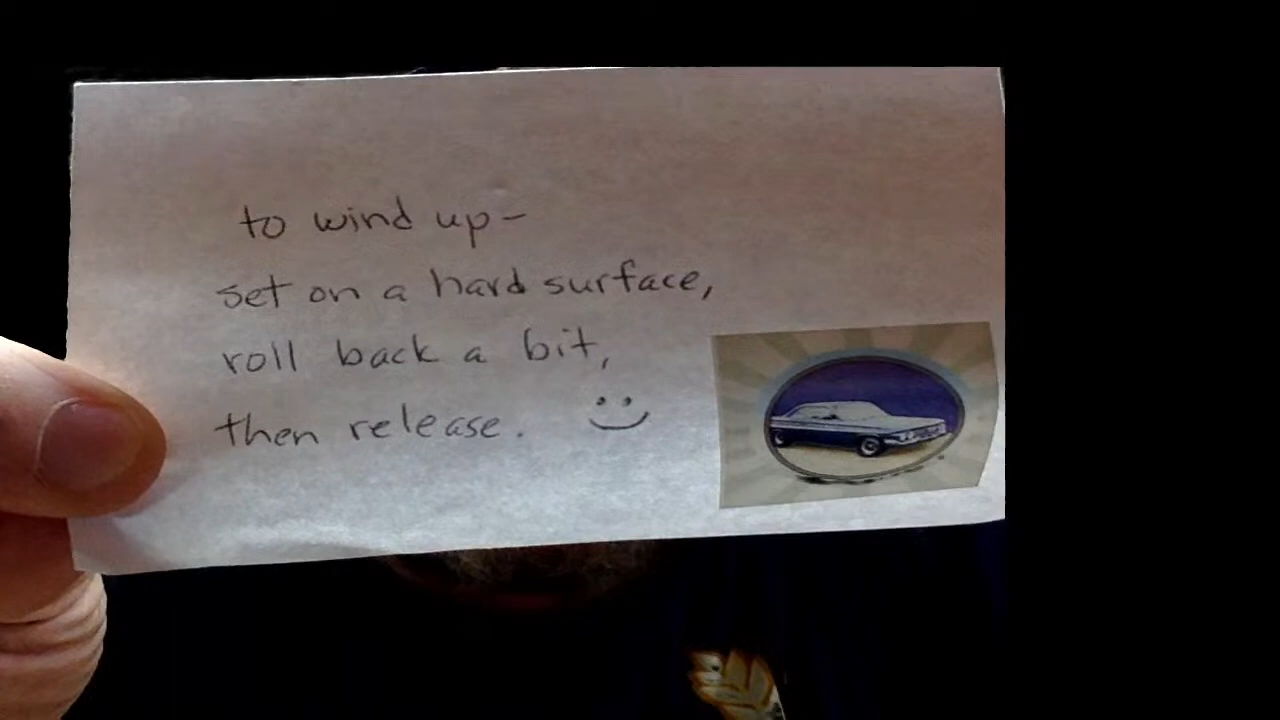 to wind up-
set on a hard surface,
roll back a bit,
then release. :)